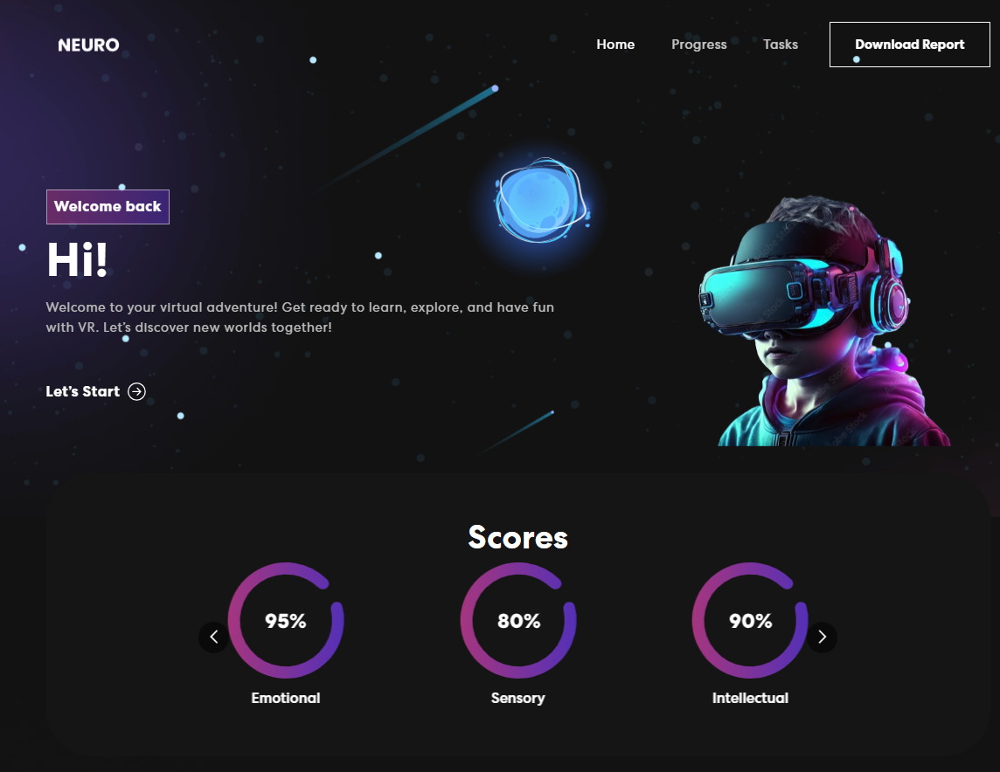 NEURO
Home
Progress
Tasks
Download Report
Welcome back
Hi!
Welcome to your virtual adventure! Get ready to learn, explore, and have fun
with VR. Let's discover new worlds together!
Let's Start
Scores
95%
80%
90%
Emotional
Sensory
Intellectual